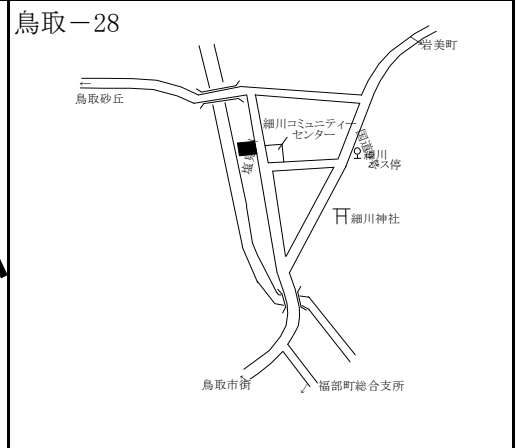 鳥取－28
岩美町
鳥取砂丘
細川コミュニティー
センター
細川
バス停
細川神社
鳥取市街
福部町総合支所